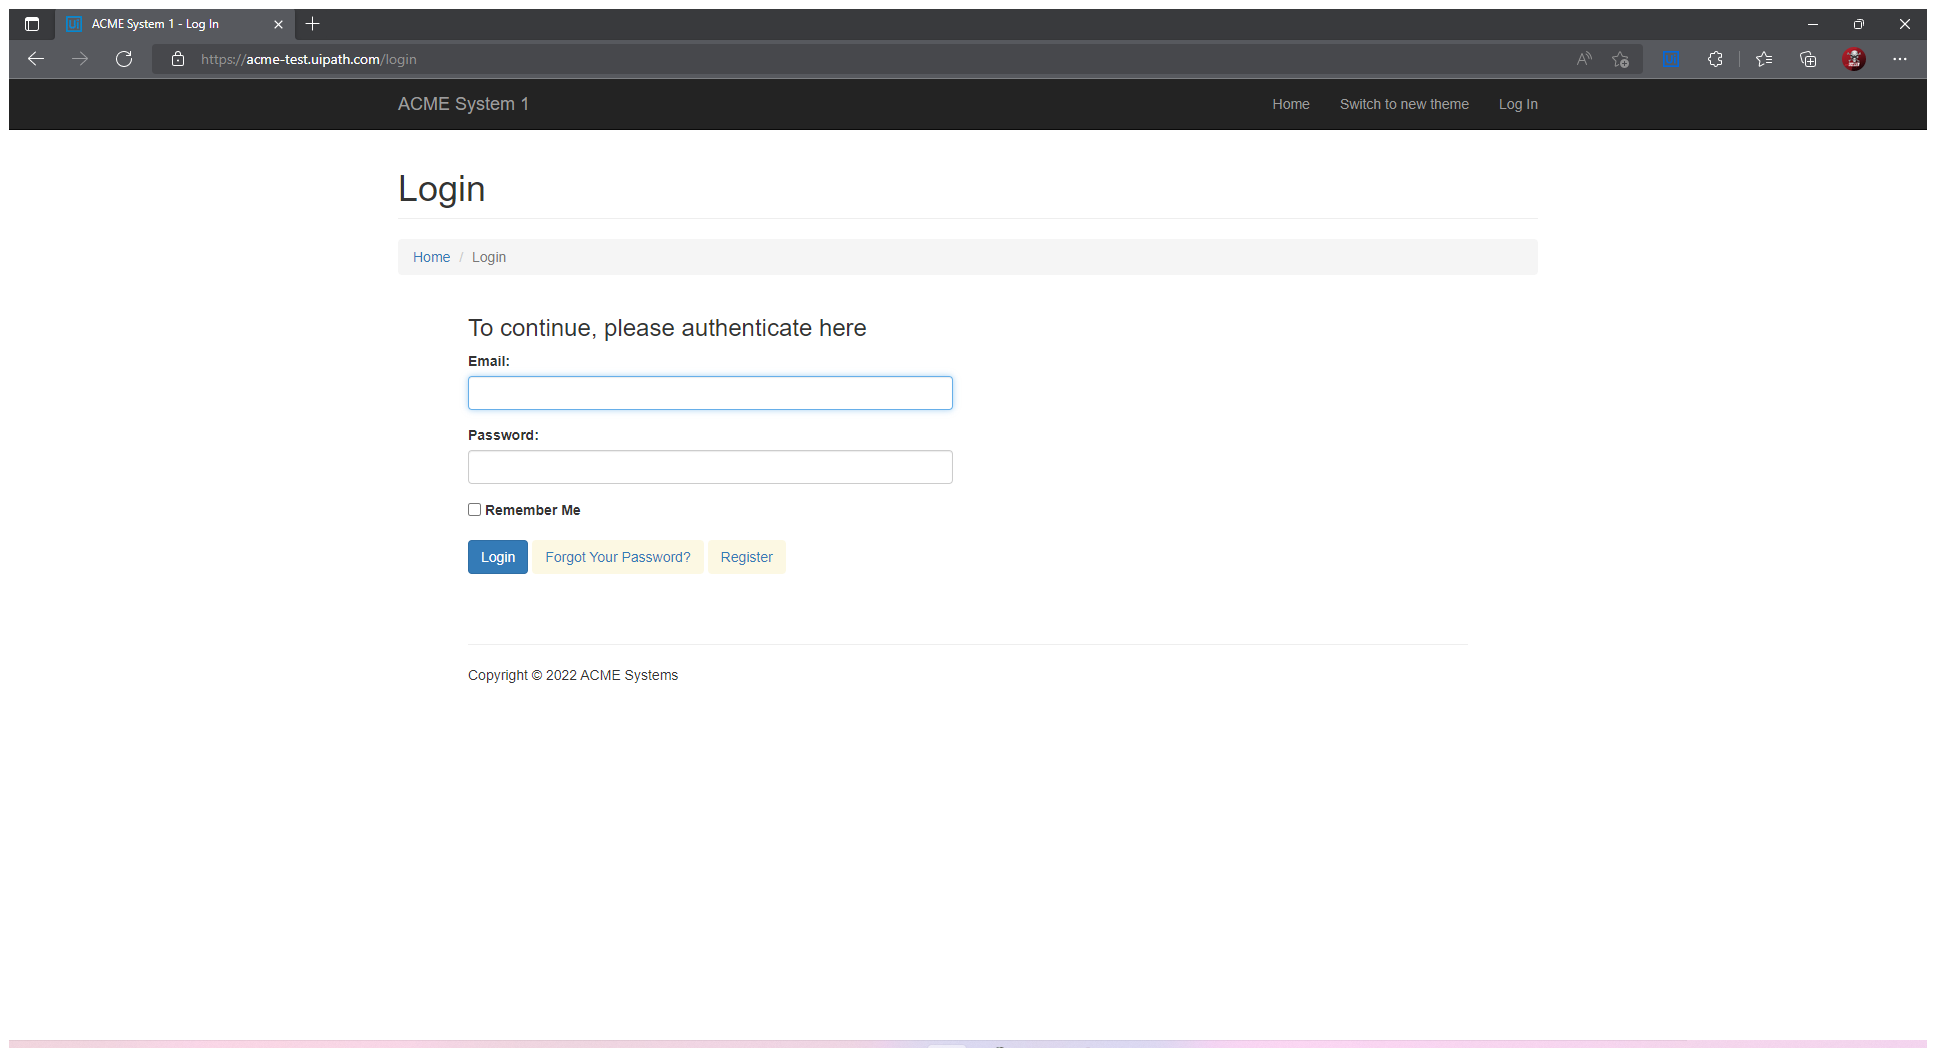 ACME System 1 - Log In
https://acme-test.uipath.com/login
ACME System 1
Home
Switch to new theme
Log In
Login
Home / Login
To continue, please authenticate here
Email:
Password:
Remember Me
Login
Forgot Your Password?
Register
Copyright © 2022 ACME Systems